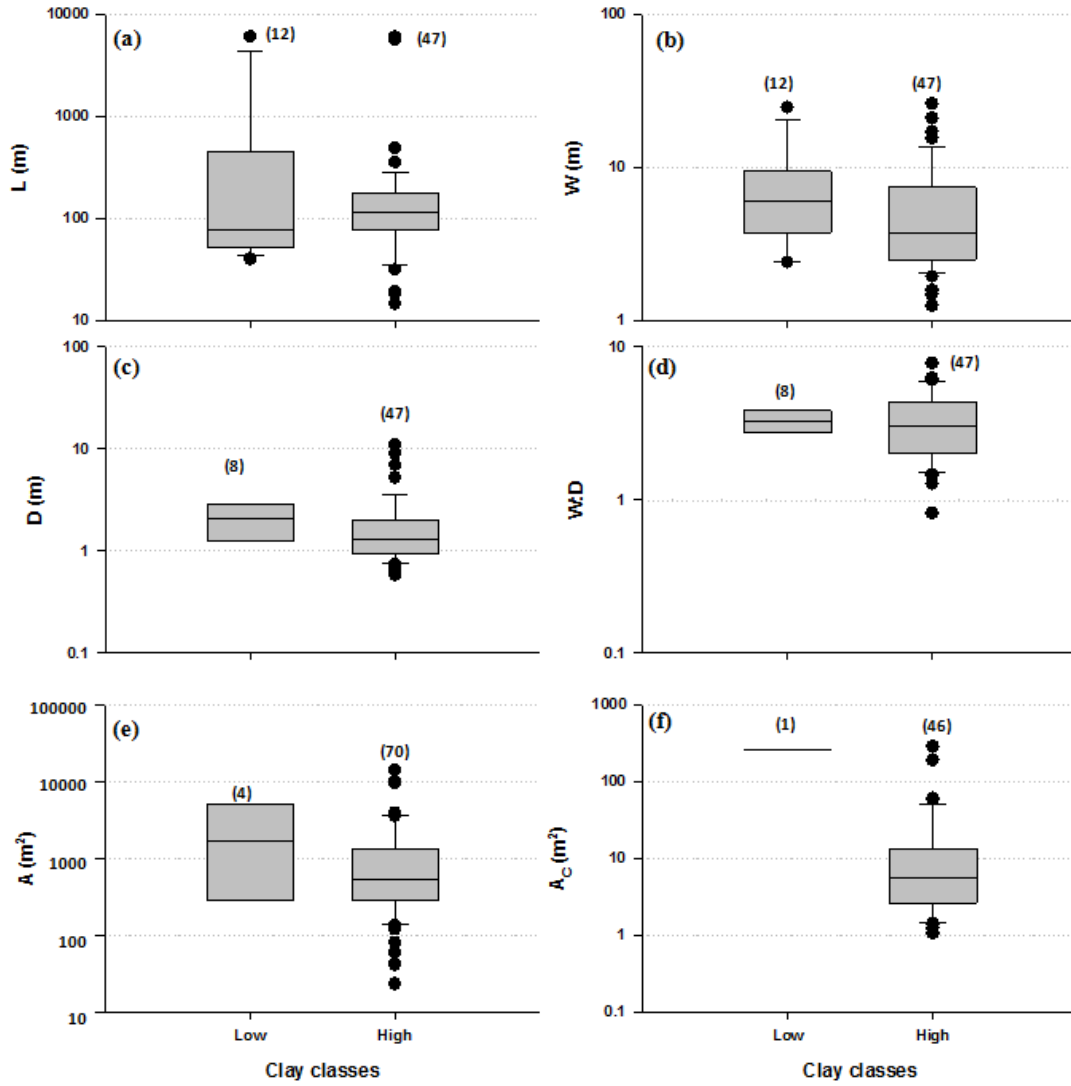 (a)
10000
1000
100
10
L (m)
(12)
(47)
(b)
100
10
1
W (m)
(12)
(47)
(c)
100
10
1
0.1
D (m)
(8)
(47)
(d)
10
1
0.1
W:D
(8)
(47)
(e)
100000
10000
1000
100
10
A (m²)
(4)
(70)
Low
High
Clay classes
(f)
1000
100
10
1
0.1
A_C (m²)
(1)
(46)
Low
High
Clay classes